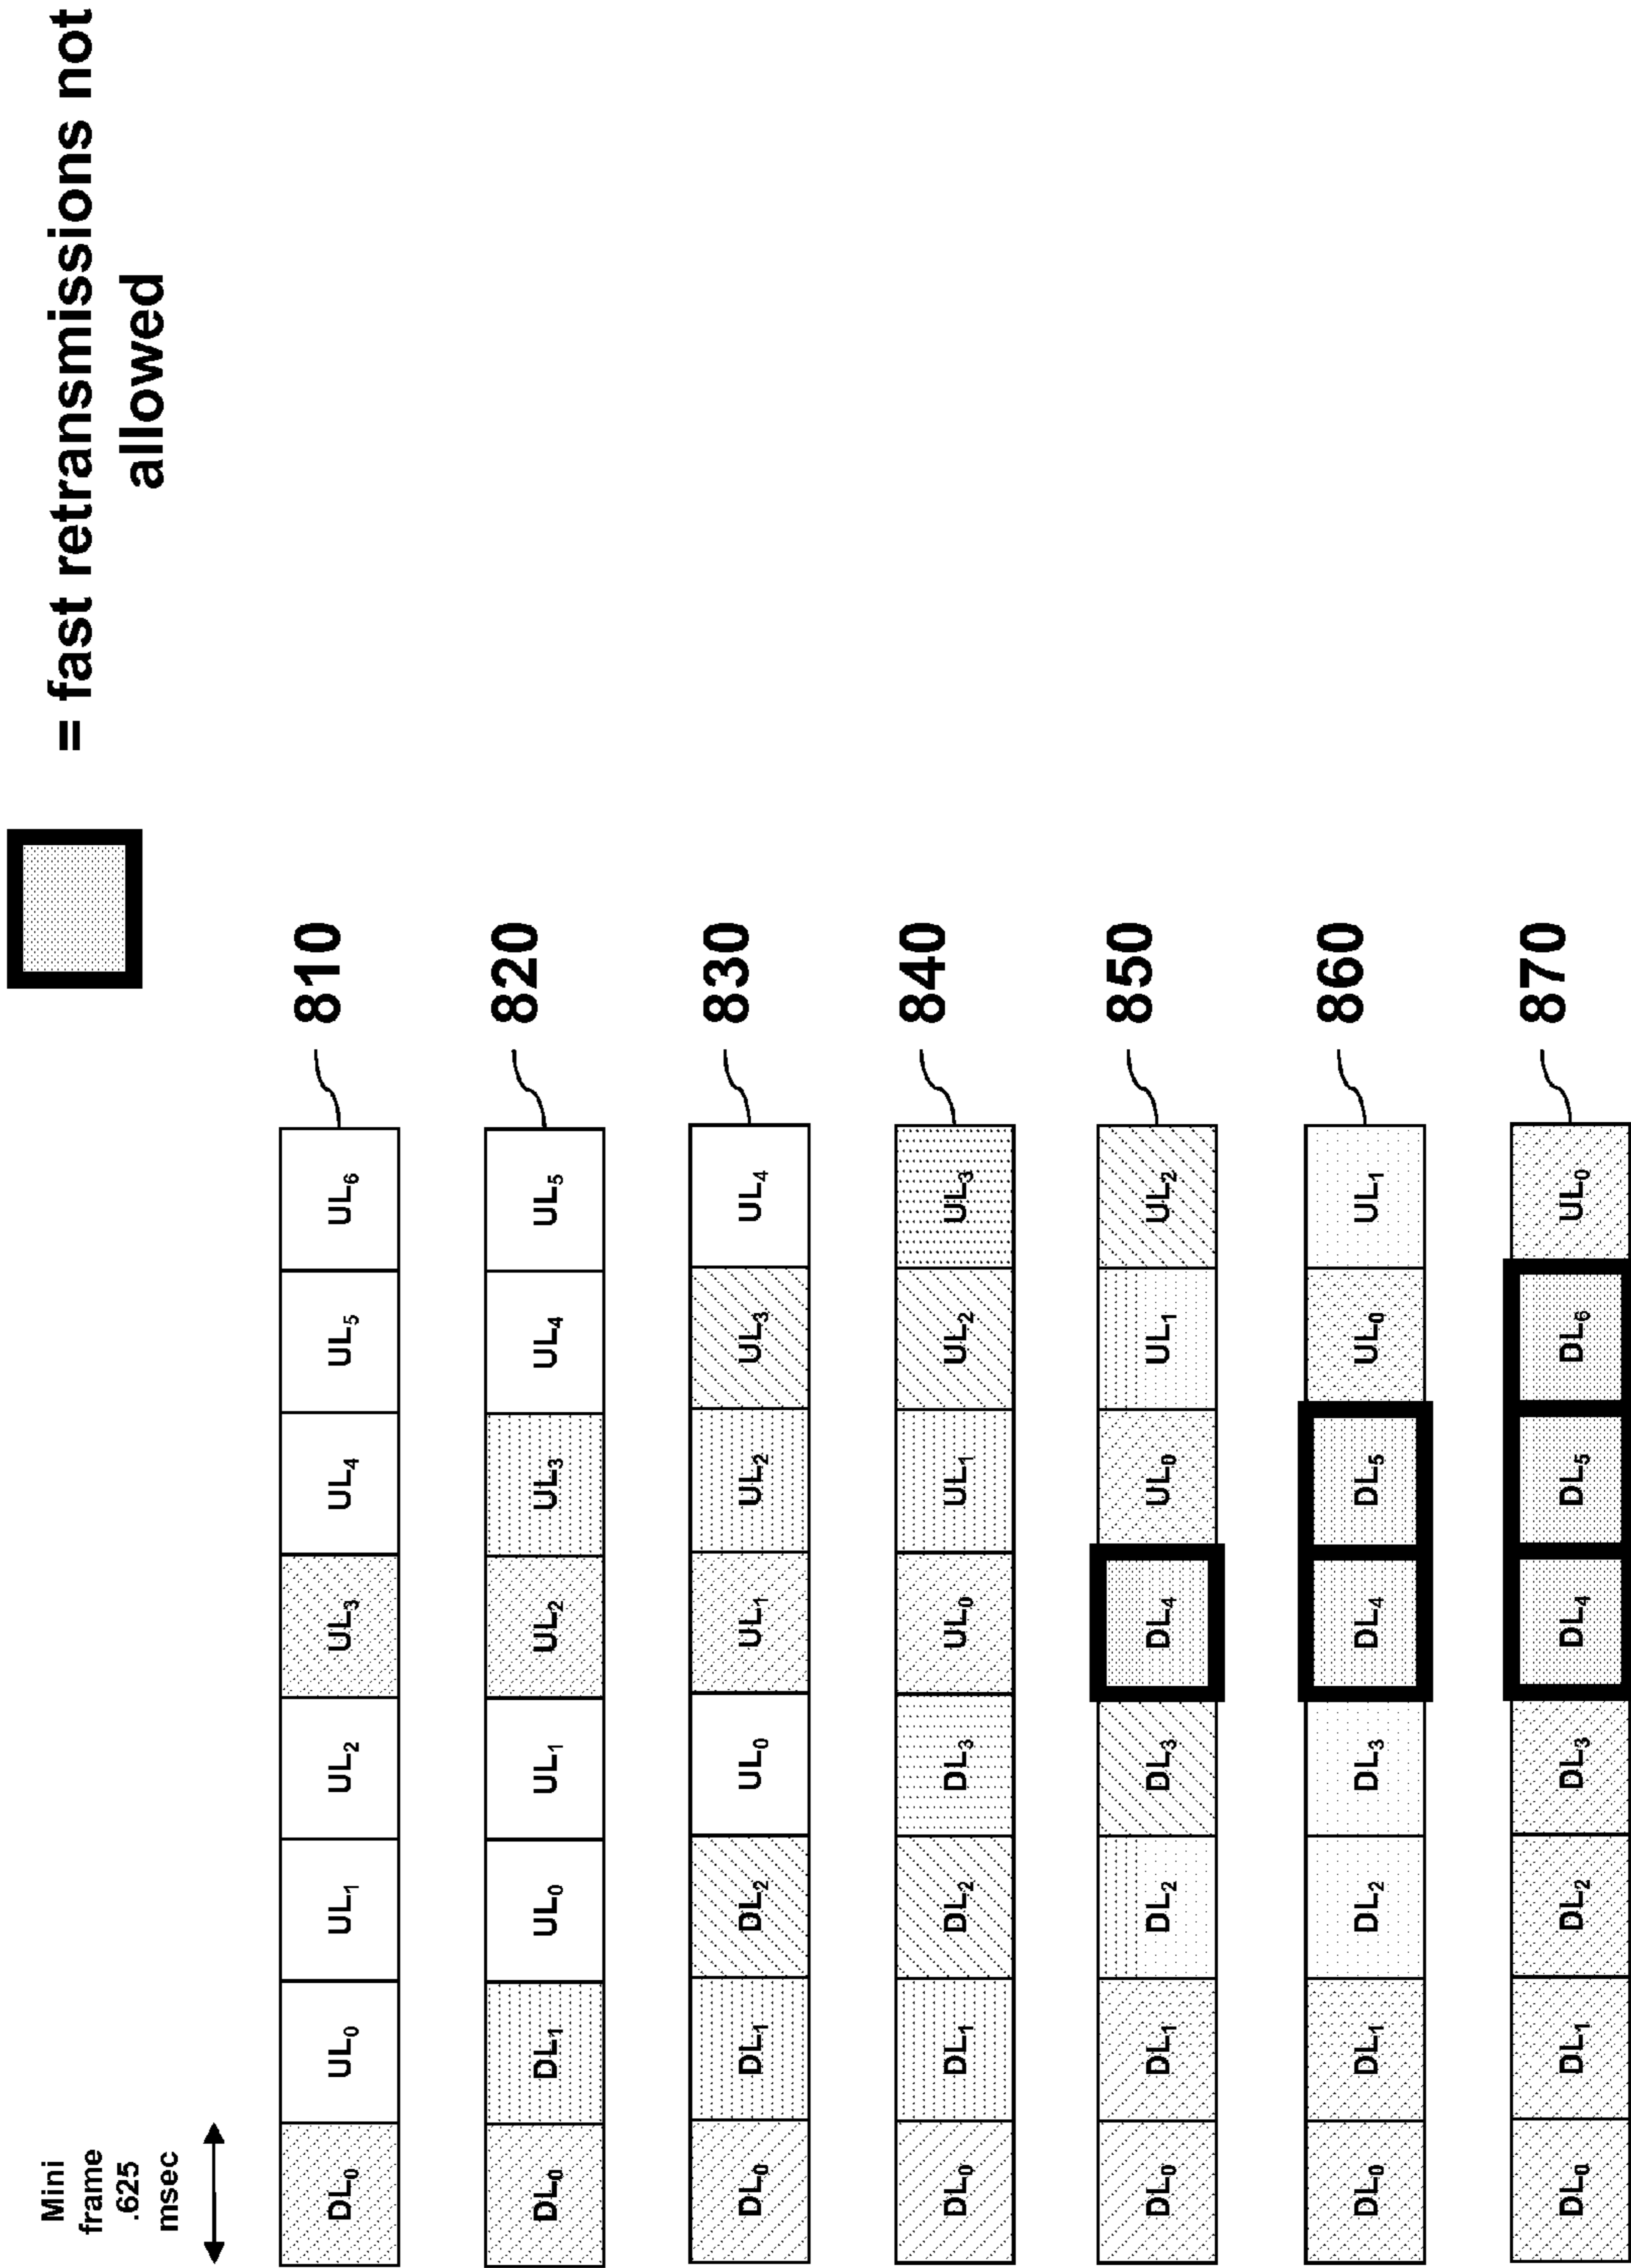 = fast retransmissions not
allowed
Mini
frame
.625
msec
DL₀ UL₀ UL₁ UL₂ UL₃ UL₄ UL₅ UL₆ 810
DL₀ DL₁ UL₀ UL₁ UL₂ UL₃ UL₄ UL₅ 820
DL₀ DL₁ DL₂ UL₀ UL₁ UL₂ UL₃ UL₄ 830
DL₀ DL₁ DL₂ DL₃ UL₀ UL₁ UL₂ UL₃ 840
DL₀ DL₁ DL₂ DL₃ DL₄ UL₀ UL₁ UL₂ 850
DL₀ DL₁ DL₂ DL₃ DL₄ DL₅ UL₀ UL₁ 860
DL₀ DL₁ DL₂ DL₃ DL₄ DL₅ DL₆ UL₀ 870